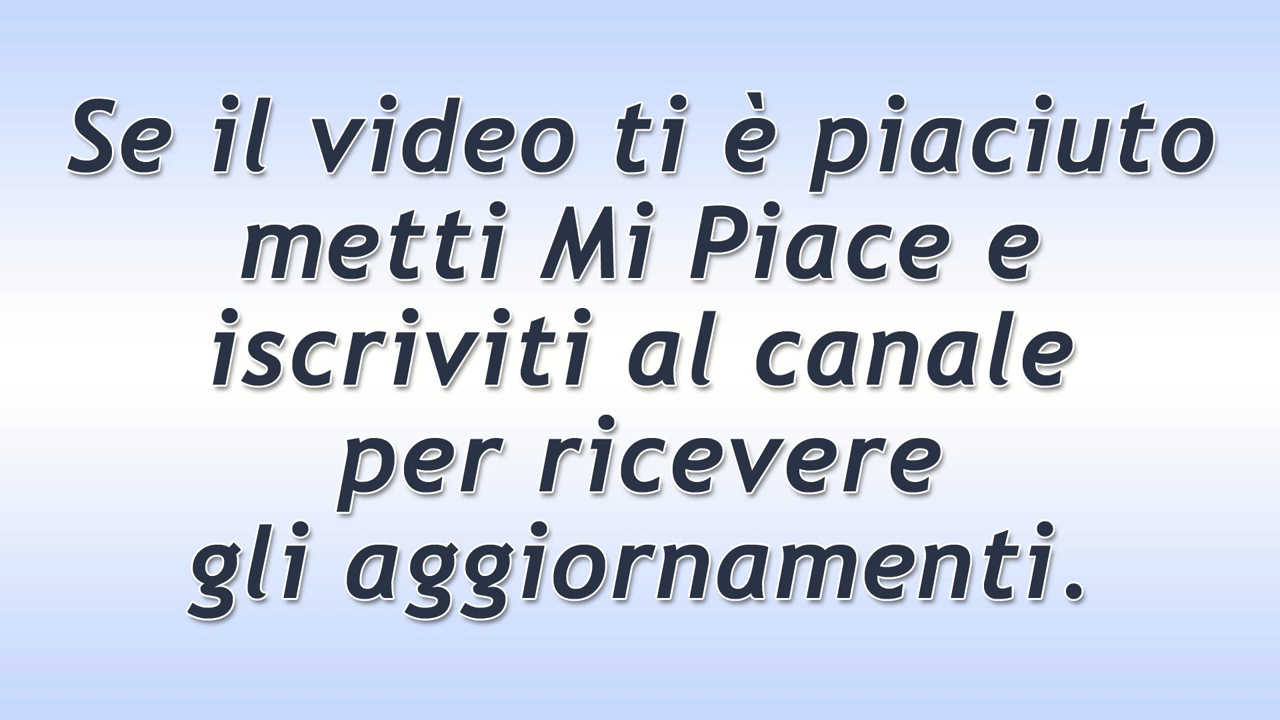 Se il video ti è piaciuto
metti Mi Piace e
iscriviti al canale
per ricevere
gli aggiornamenti.